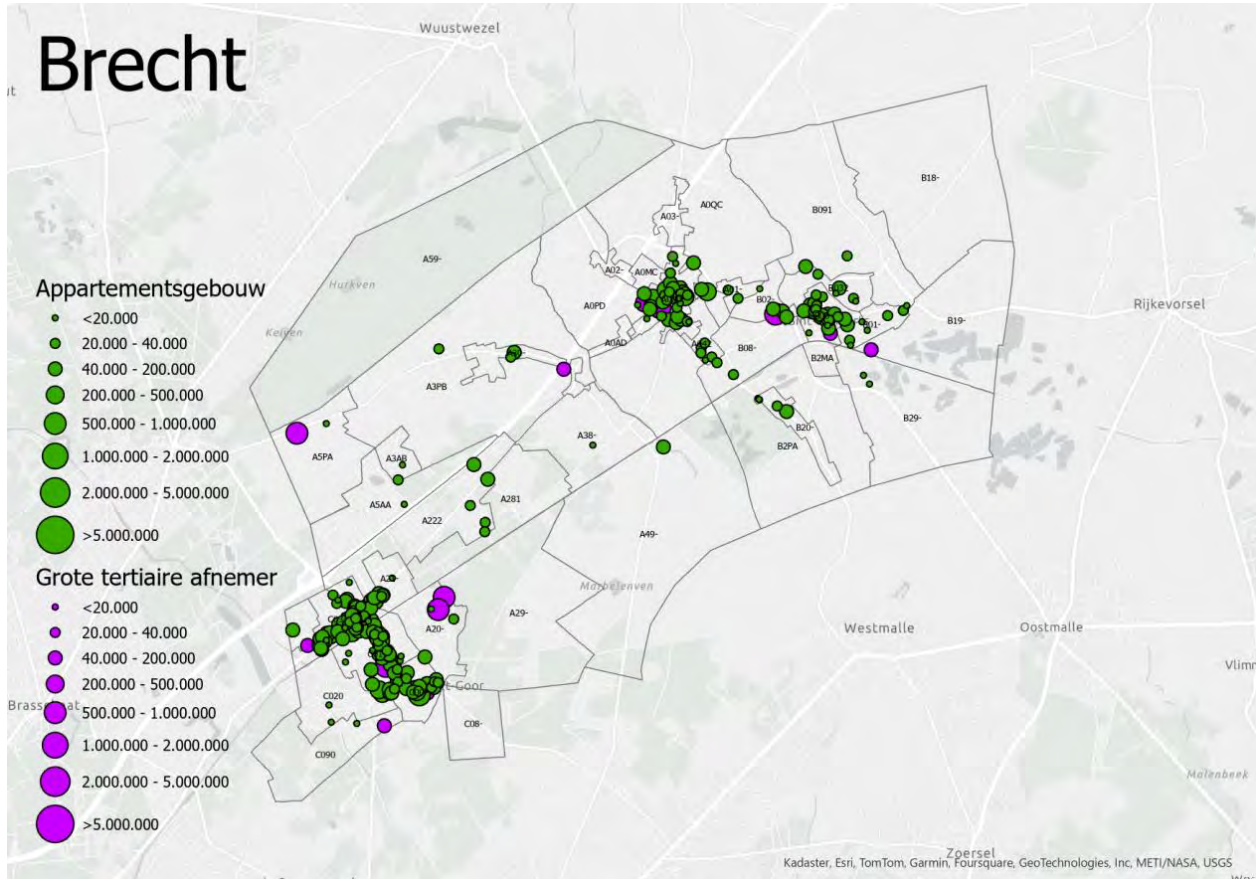 Brecht
Wuustwezel
Rijkevorsel
Westmalle
Oostmalle
Zoersel
Hurkven
Marbelenven
Molenbeek
Appartementsgebouw
<20.000
20.000 - 40.000
40.000 - 200.000
200.000 - 500.000
500.000 - 1.000.000
1.000.000 - 2.000.000
2.000.000 - 5.000.000
>5.000.000
Grote tertiaire afnemer
<20.000
20.000 - 40.000
40.000 - 200.000
200.000 - 500.000
500.000 - 1.000.000
1.000.000 - 2.000.000
2.000.000 - 5.000.000
>5.000.000
B18-
A0QC
B091
A03-
A59-
A02-
A0MC
A0PD
B02-
B19-
A0AD
B08-
B2MA
A3PB
B29-
B20-
B2PA
A38-
A5PA
A3AB
A5AA
A281
A222
A49-
A29-
A20-
C020
C08-
C090
Kadaster, Esri, TomTom, Garmin, Foursquare, GeoTechnologies, Inc, METI/NASA, USGS